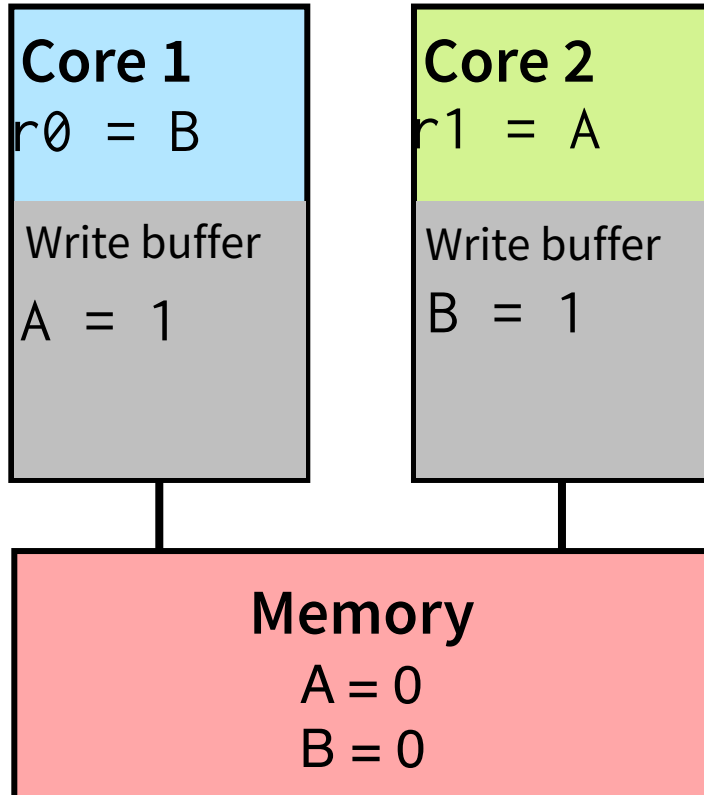 Core 1
r0 = B
Write buffer
A = 1
Core 2
r1 = A
Write buffer
B = 1
Memory
A = 0
B = 0